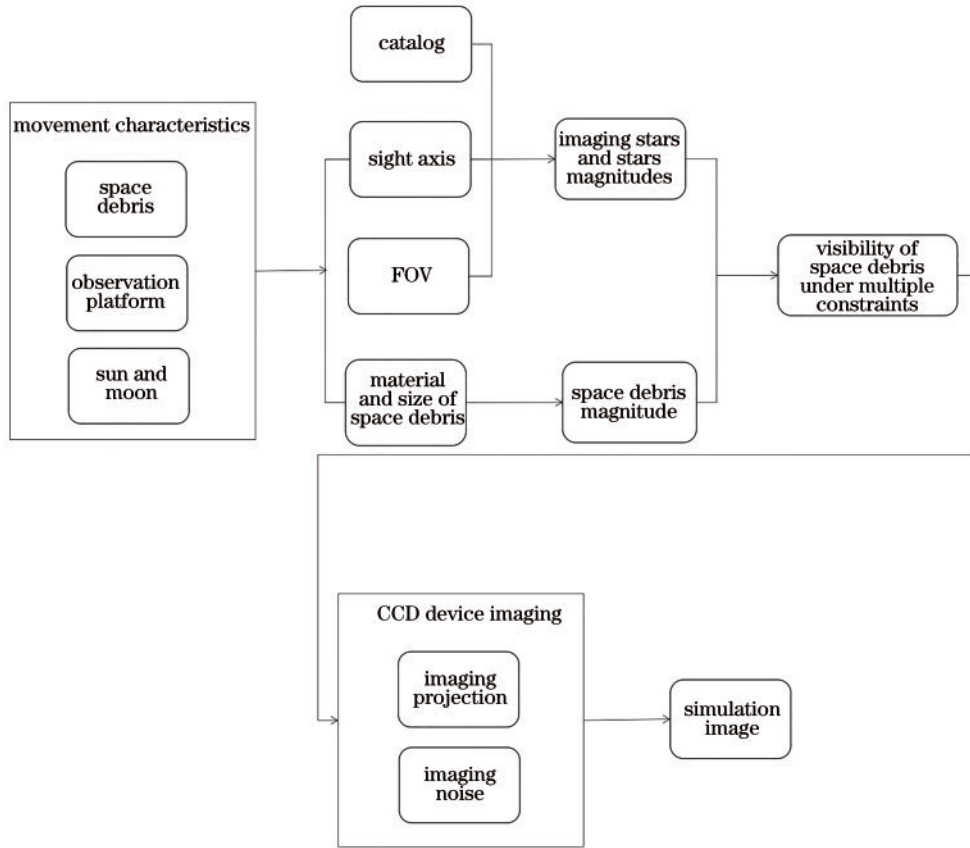 movement characteristics
space
debris
observation
platform
sun and
moon
catalog
sight axis
FOV
material
and size of
space debris
imaging stars
and stars
magnitudes
space debris
magnitude
visibility of
space debris
under multiple
constraints
CCD device imaging
imaging
projection
imaging
noise
simulation
image